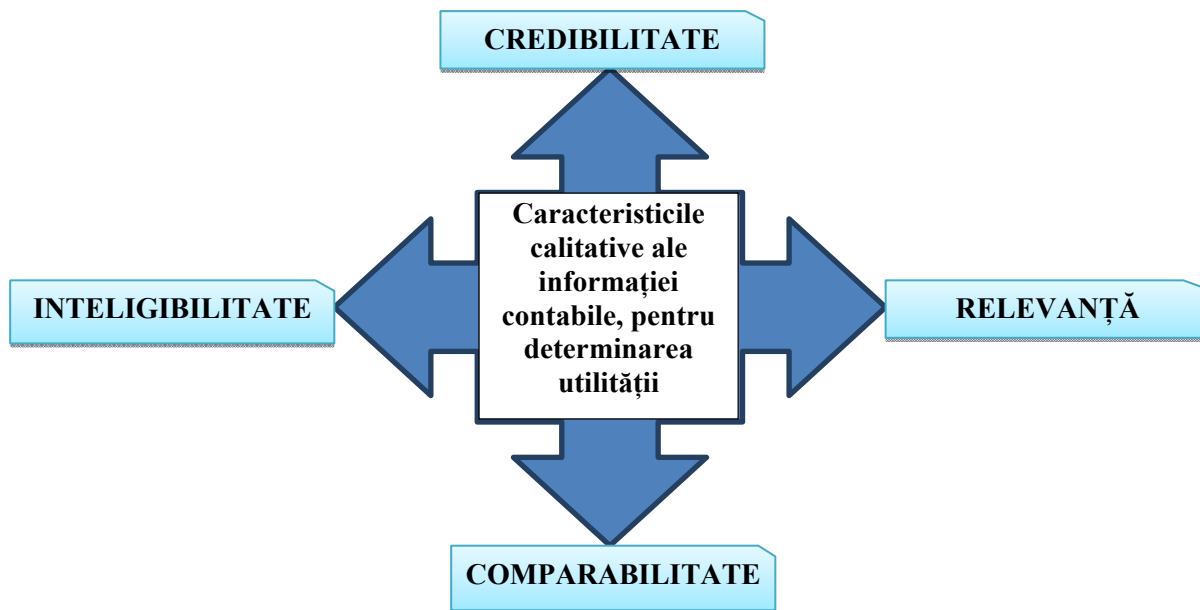 CREDIBILITATE
Caracteristicile
calitative ale
informației
contabile, pentru
determinarea
utilității
INTELIGIBILITATE
RELEVANȚĂ
COMPARABILITATE